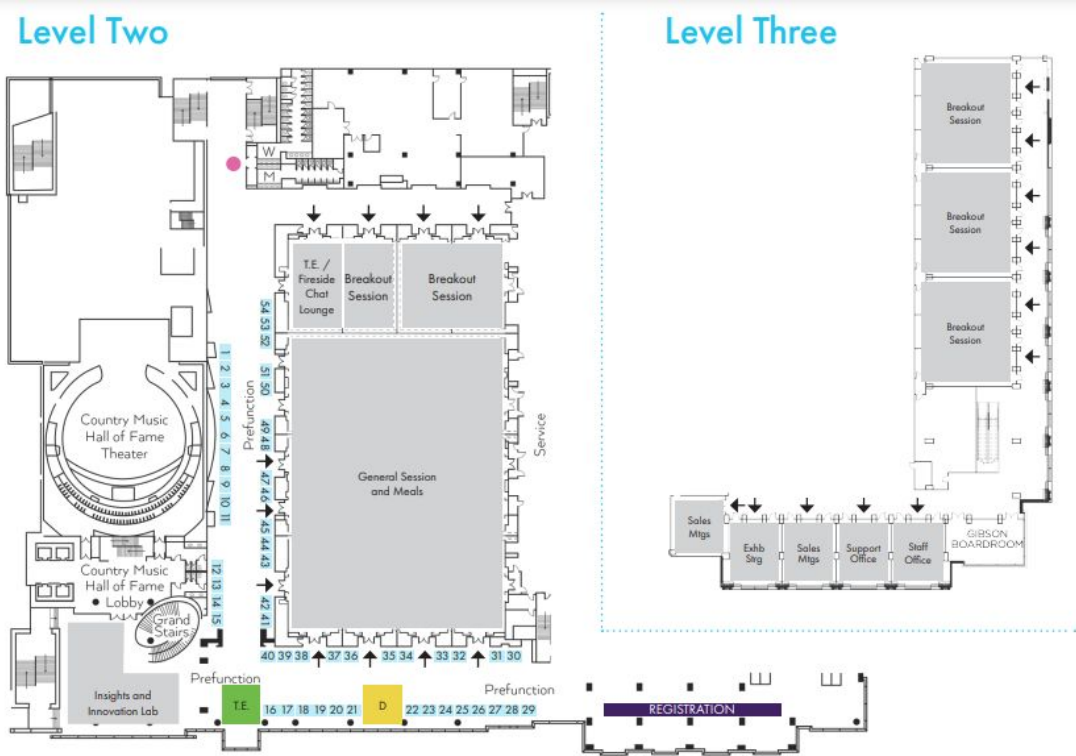 Level Two
Level Three
W
M
T.E. /
Fireside
Chat
Lounge
Breakout
Session
Breakout
Session
54 53 52
51 50
49 48
47 46
45 44 43
42 41
1
2
3
4
5
6
7
8
9
10
11
12
13
14
15
Prefunction
Country Music
Hall of Fame
Theater
General Session
and Meals
Service
Country Music
Hall of Fame
Lobby
Grand
Stairs
40 39 38 37 36 35 34 33 32 31 30
Prefunction
Prefunction
Insights and
Innovation Lab
T.E.
16 17 18 19 20 21
D
22 23 24 25 26 27 28 29
REGISTRATION
Breakout
Session
Breakout
Session
Breakout
Session
Sales
Mtgs
Exhb
Strg
Sales
Mtgs
Support
Office
Staff
Office
GIBSON
BOARDROOM